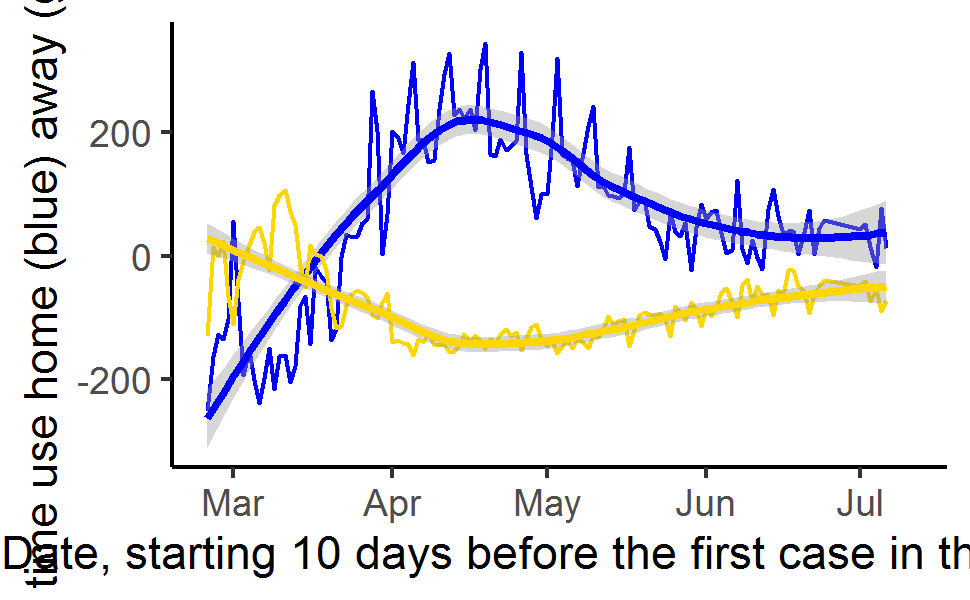 time use home (blue) away (
200
0
-200
Mar Apr May Jun Jul
Date, starting 10 days before the first case in th